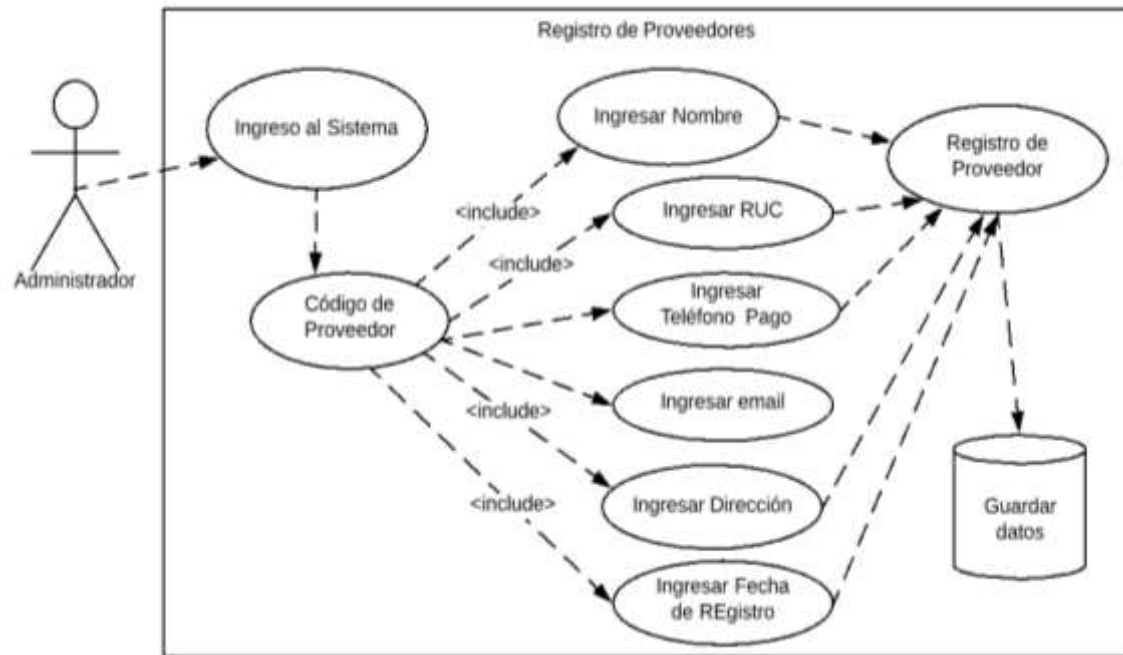 Registro de Proveedores
Ingreso al Sistema
Ingresar Nombre
Registro de
Proveedor
<include>
Ingresar RUC
<include>
Administrador
Código de
Proveedor
Ingresar
Teléfono Pago
Ingresar email
<include>
Ingresar Dirección
<include>
Guardar
datos
Ingresar Fecha
de REgistro